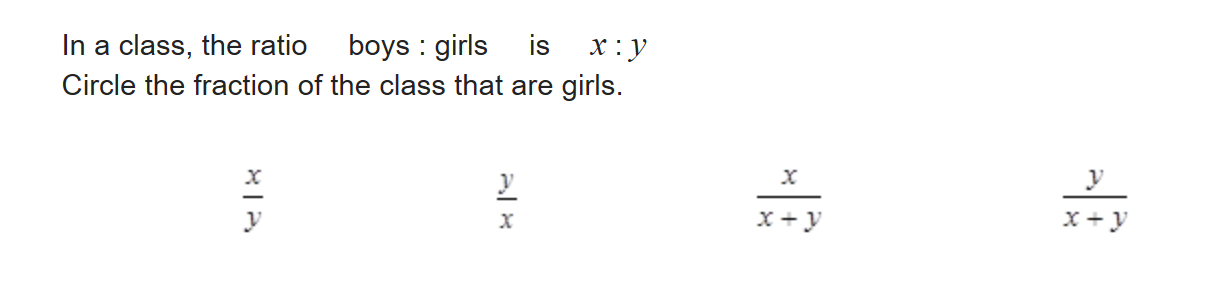 In a class, the ratio boys : girls is x : y
Circle the fraction of the class that are girls.
x/y y/x x/(x + y) y/(x + y)